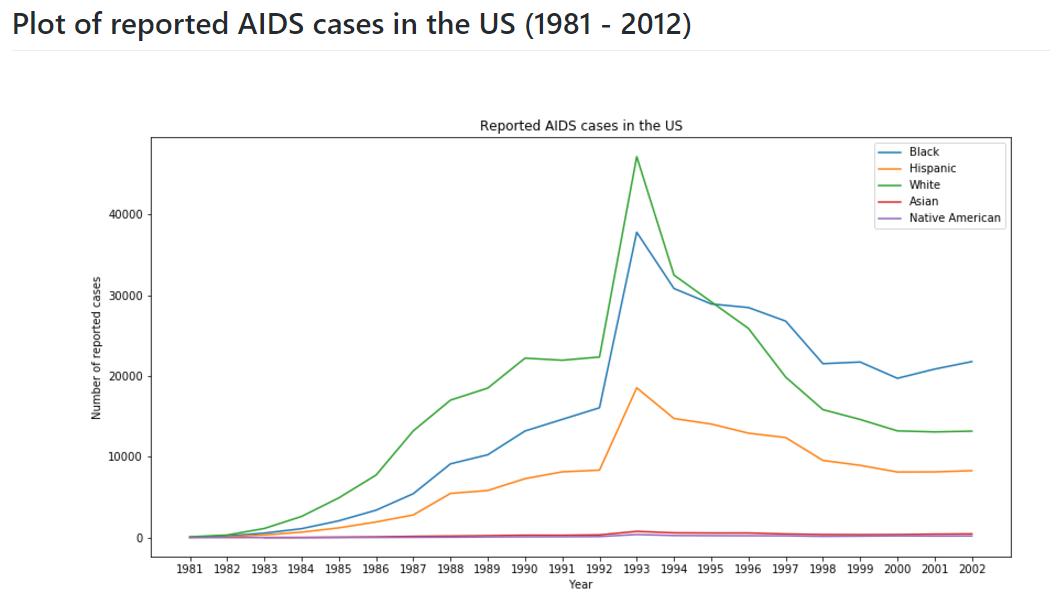 Plot of reported AIDS cases in the US (1981 - 2012)
Reported AIDS cases in the US
Black
Hispanic
White
Asian
Native American
Number of reported cases
40000
30000
20000
10000
0
1981 1982 1983 1984 1985 1986 1987 1988 1989 1990 1991 1992 1993 1994 1995 1996 1997 1998 1999 2000 2001 2002
Year